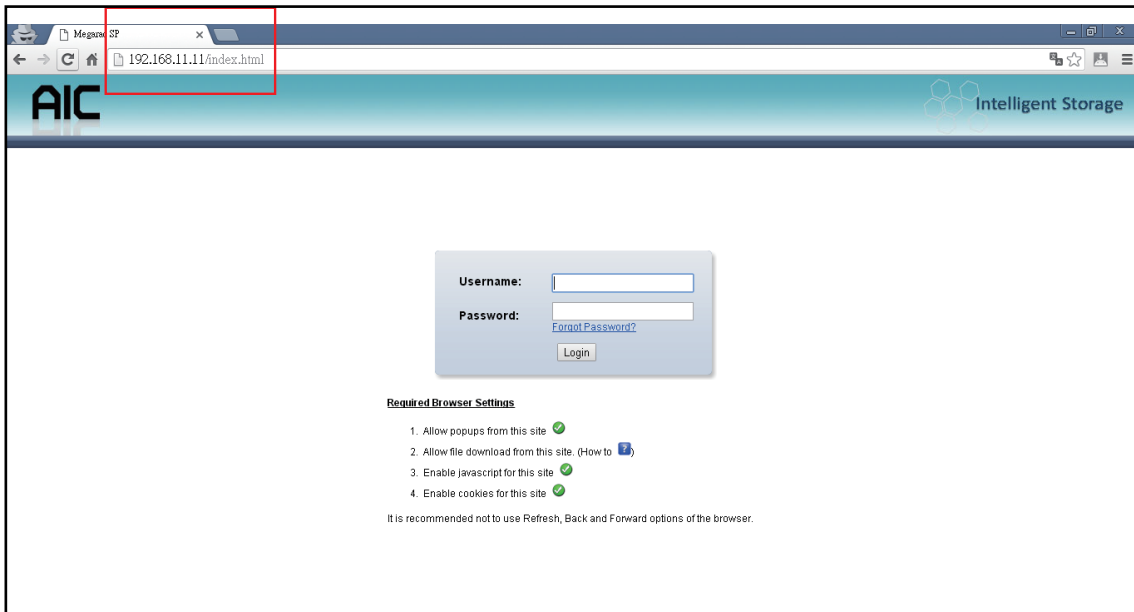 Megarac SP
192.168.11.11/index.html
AIC
Intelligent Storage
Username:
Password:
Forgot Password?
Login
Required Browser Settings
1. Allow popups from this site
2. Allow file download from this site. (How to ?)
3. Enable javascript for this site
4. Enable cookies for this site
It is recommended not to use Refresh, Back and Forward options of the browser.